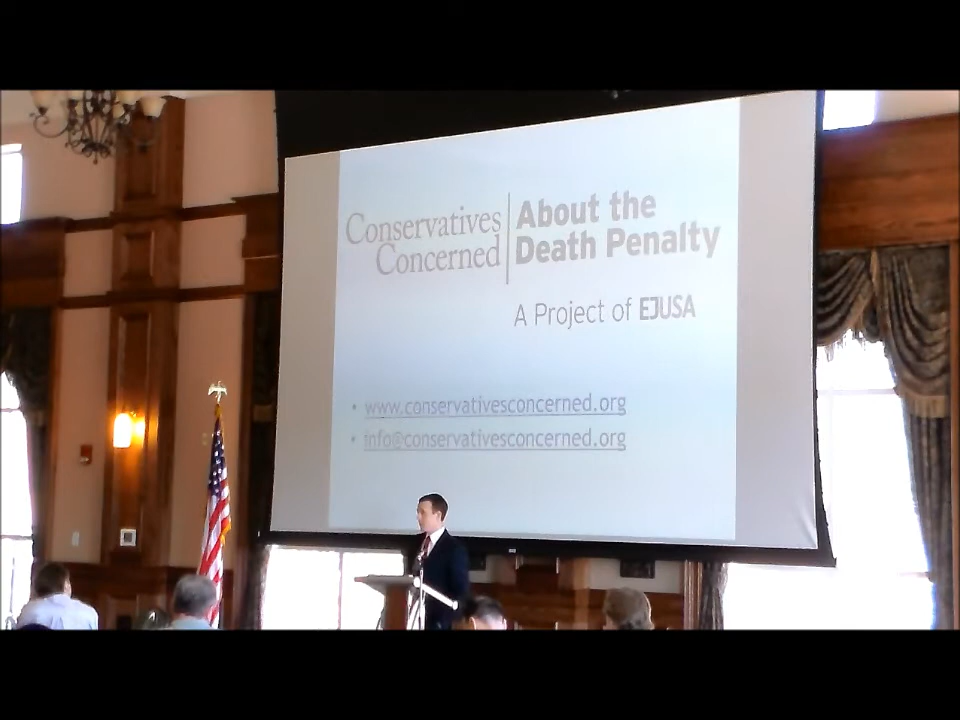 Conservatives
Concerned
About the
Death Penalty
A Project of EJUSA
• www.conservativesconcerned.org
• info@conservativesconcerned.org